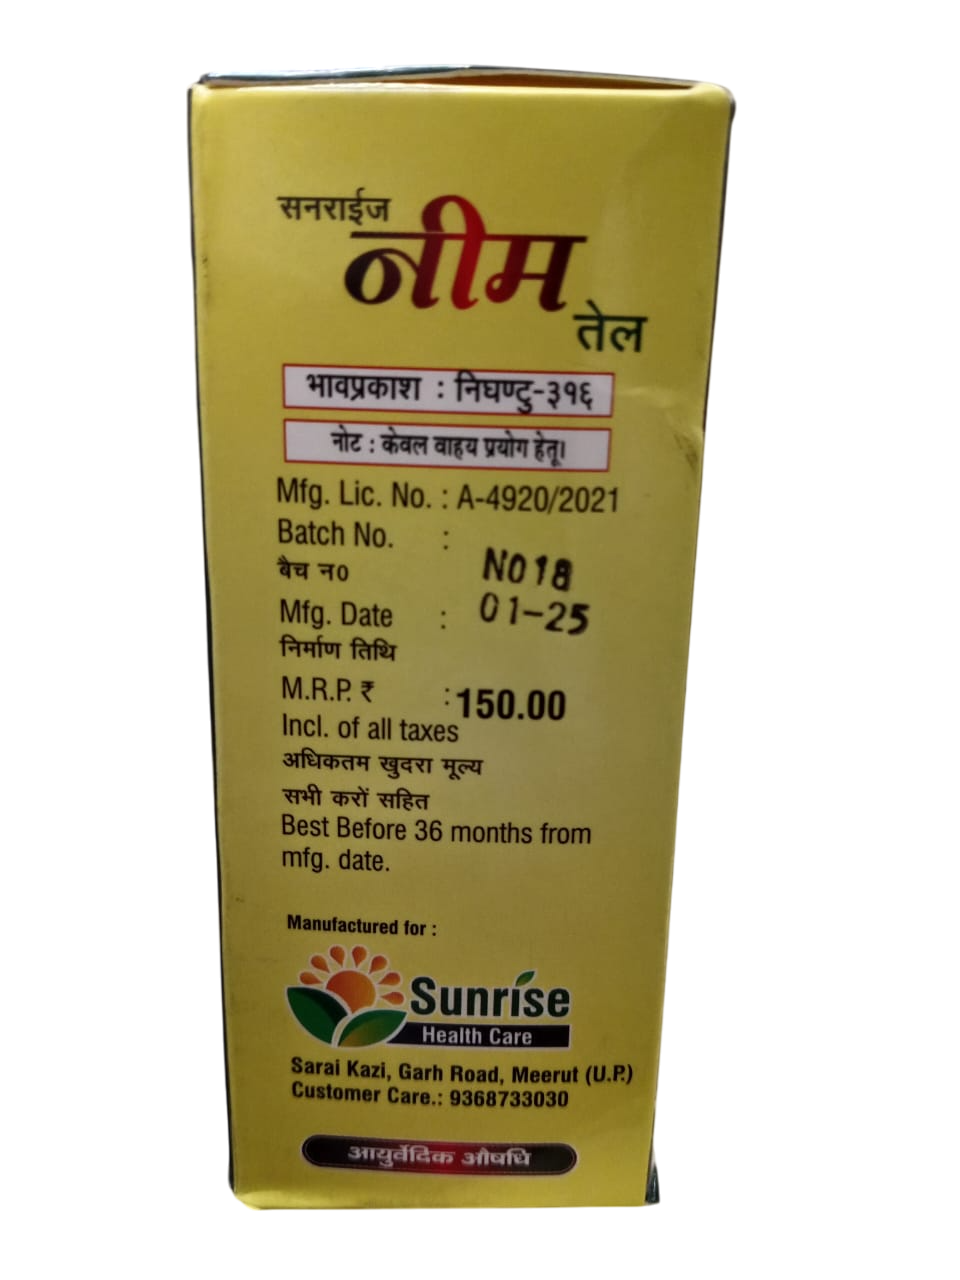 सनराईज
नीम
तेल
भावप्रकाश : निघण्टु-३१६
नोट : केवल वाहय प्रयोग हेतू।
Mfg. Lic. No. : A-4920/2021
Batch No. : N018
बैच न0
Mfg. Date : 01-25
निर्माण तिथि
M.R.P. ₹ : 150.00
Incl. of all taxes
अधिकतम खुदरा मूल्य
सभी करों सहित
Best Before 36 months from
mfg. date.
Manufactured for :
Sunrise
Health Care
Sarai Kazi, Garh Road, Meerut (U.P.)
Customer Care.: 9368733030
आयुर्वेदिक औषधि